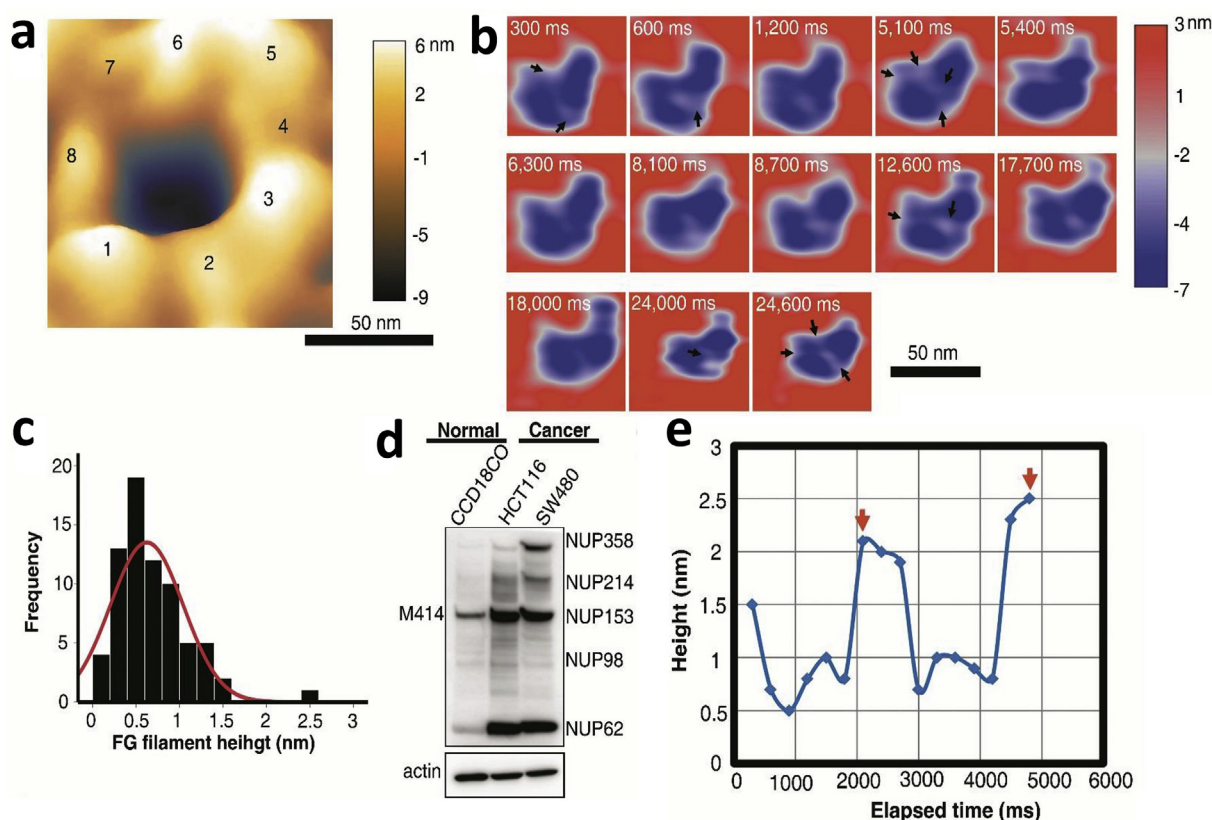 a
6
5
7
4
8
3
1
2
6 nm
2
-1
-5
-9
50 nm
b
300 ms
600 ms
1,200 ms
5,100 ms
5,400 ms
6,300 ms
8,100 ms
8,700 ms
12,600 ms
17,700 ms
18,000 ms
24,000 ms
24,600 ms
3 nm
1
-2
-4
-7
50 nm
c
Frequency
20
15
10
5
0
0 0.5 1 1.5 2 2.5 3
FG filament heihgt (nm)
d
Normal Cancer
CCD18CO
HCT116
SW480
NUP358
NUP214
M414
NUP153
NUP98
NUP62
actin
e
Height (nm)
3
2.5
2
1.5
1
0.5
0
0 1000 2000 3000 4000 5000 6000
Elapsed time (ms)